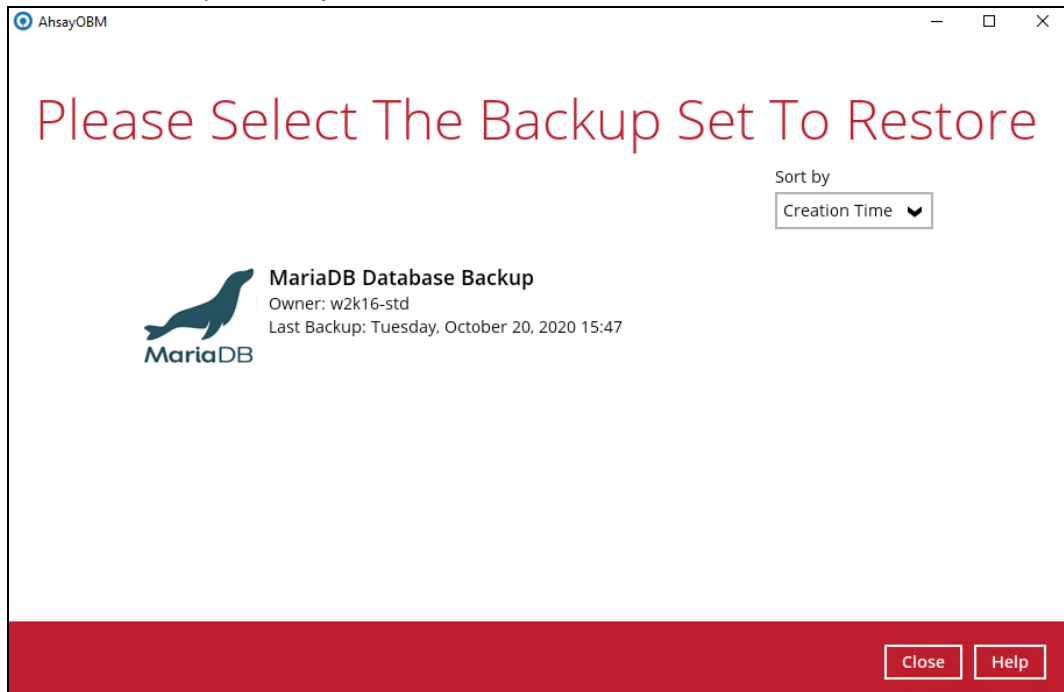 AhsayOBM
Please Select The Backup Set To Restore
Sort by
Creation Time
MariaDB Database Backup
Owner: w2k16-std
Last Backup: Tuesday, October 20, 2020 15:47
MariaDB
Close
Help